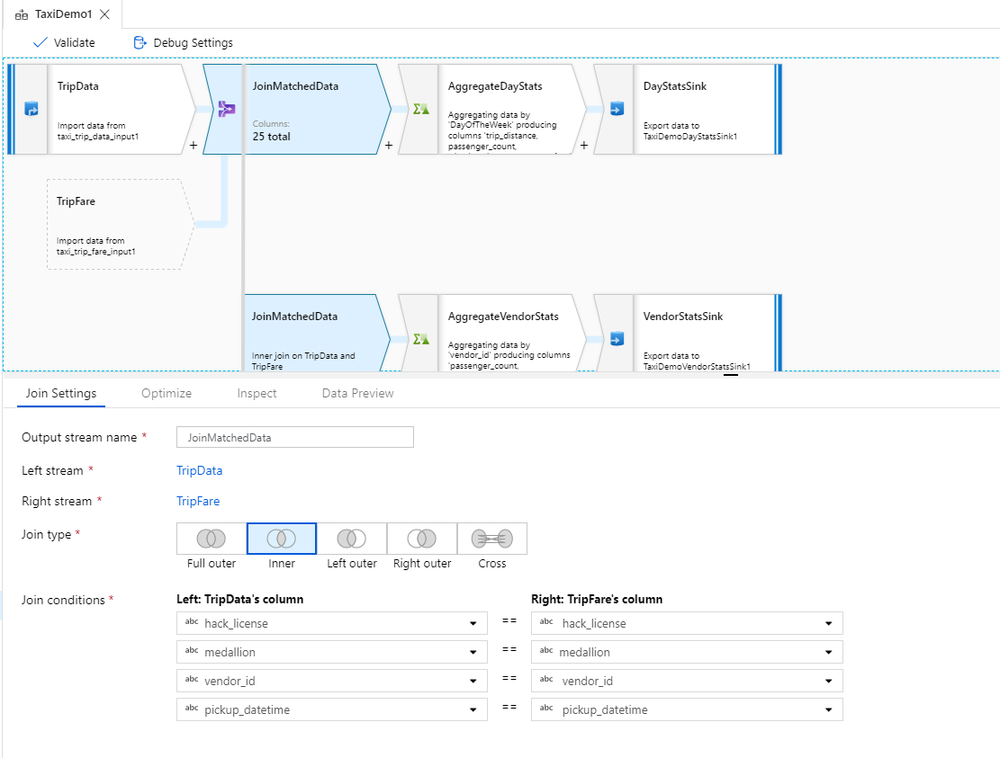 TaxiDemo1
Validate
Debug Settings
TripData
Import data from
taxi_trip_data_input1
+
JoinMatchedData
Columns:
25 total
+
AggregateDayStats
Aggregating data by
'DayOfTheWeek' producing
columns 'trip_distance,
passenger_count,
+
DayStatsSink
Export data to
TaxiDemoDayStatsSink1
TripFare
Import data from
taxi_trip_fare_input1
JoinMatchedData
Inner join on TripData and
TripFare
AggregateVendorStats
Aggregating data by
'vendor_id' producing columns
'passenger_count,
VendorStatsSink
Export data to
TaxiDemoVendorStatsSink1
Join Settings
Optimize
Inspect
Data Preview
Output stream name *
JoinMatchedData
Left stream *
TripData
Right stream *
TripFare
Join type *
Full outer
Inner
Left outer
Right outer
Cross
Join conditions *
Left: TripData's column
Right: TripFare's column
abc hack_license
==
abc hack_license
abc medallion
==
abc medallion
abc vendor_id
==
abc vendor_id
abc pickup_datetime
==
abc pickup_datetime